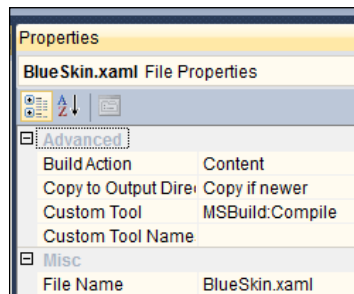 Properties
BlueSkin.xaml File Properties
Advanced
Build Action Content
Copy to Output Direc Copy if newer
Custom Tool MSBuild:Compile
Custom Tool Name
Misc
File Name BlueSkin.xaml